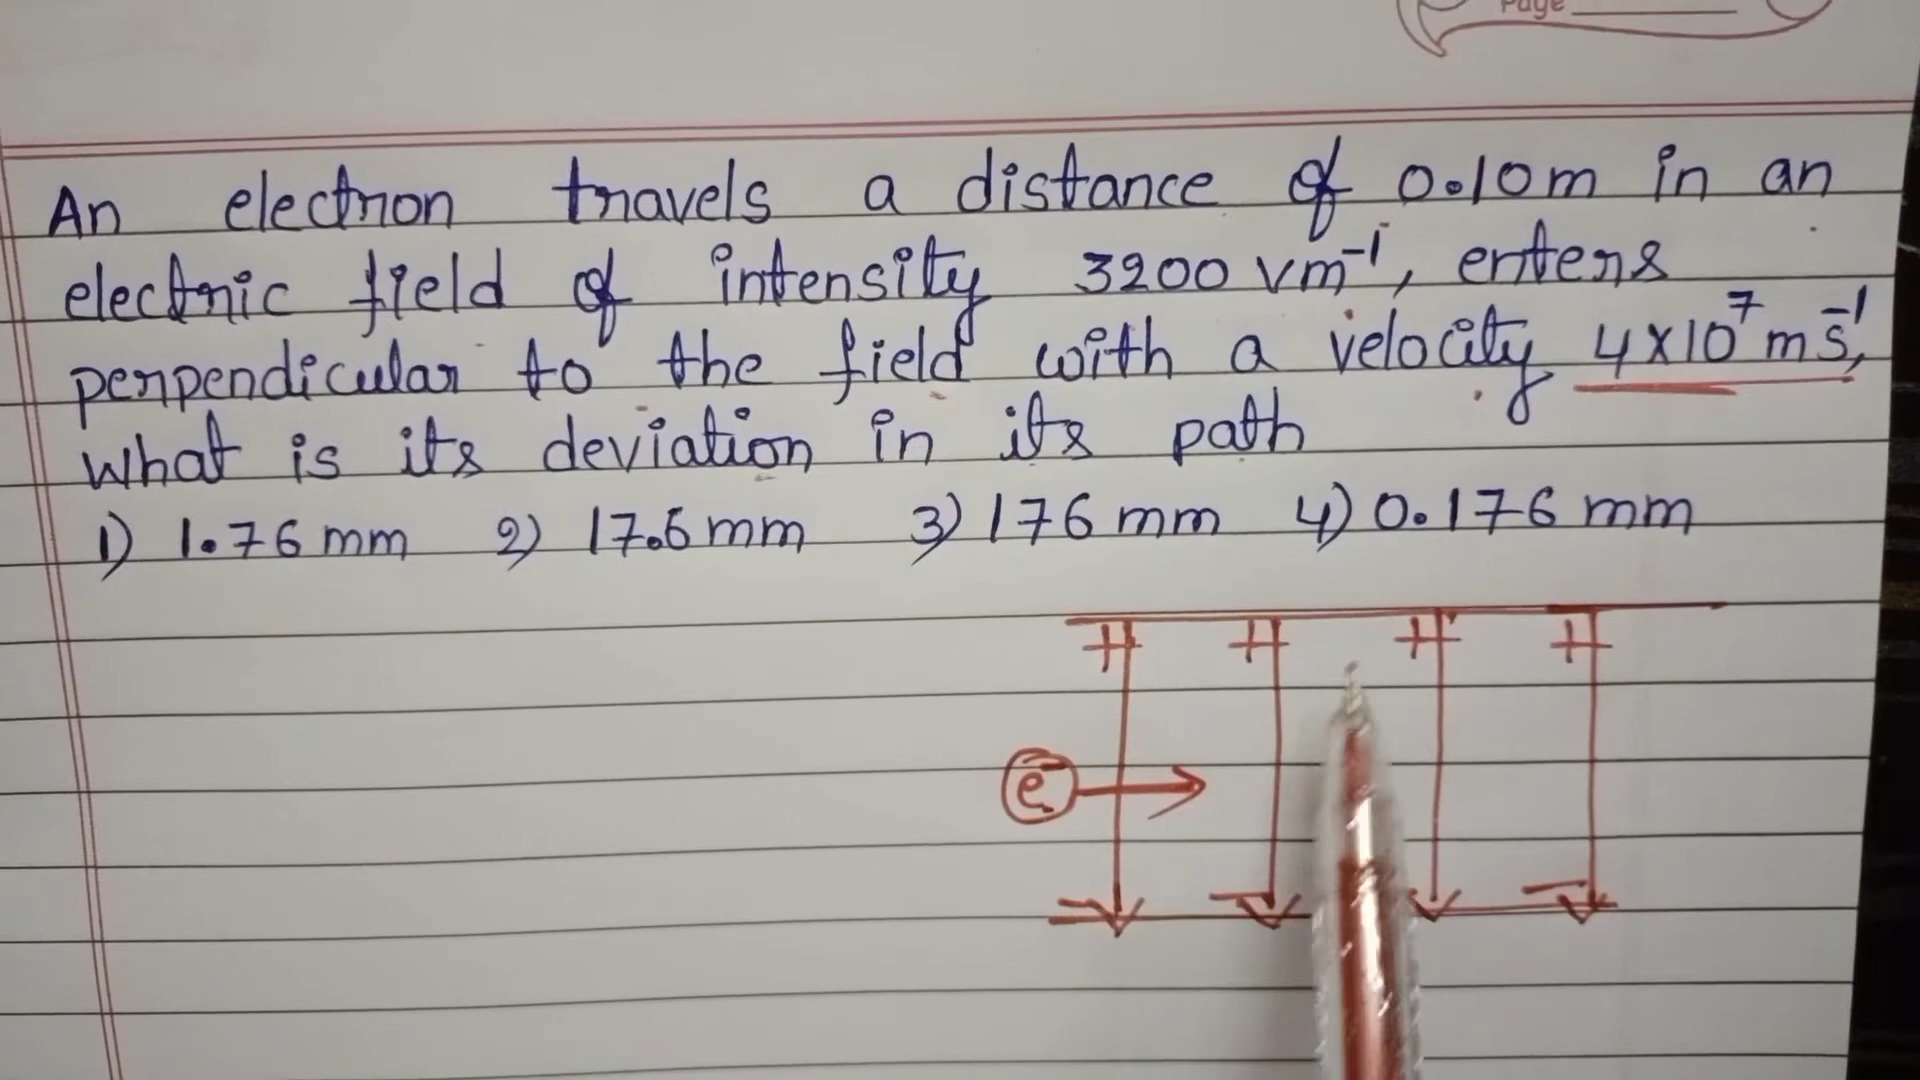 Page
An electron travels a distance of 0.10m in an
electric field of intensity 3200 Vm⁻¹, enters
perpendicular to the field with a velocity 4×10⁷ m s⁻¹,
what is its deviation in its path
1) 1.76 mm 2) 17.6 mm 3) 176 mm 4) 0.176 mm
+ + + +
e⁻